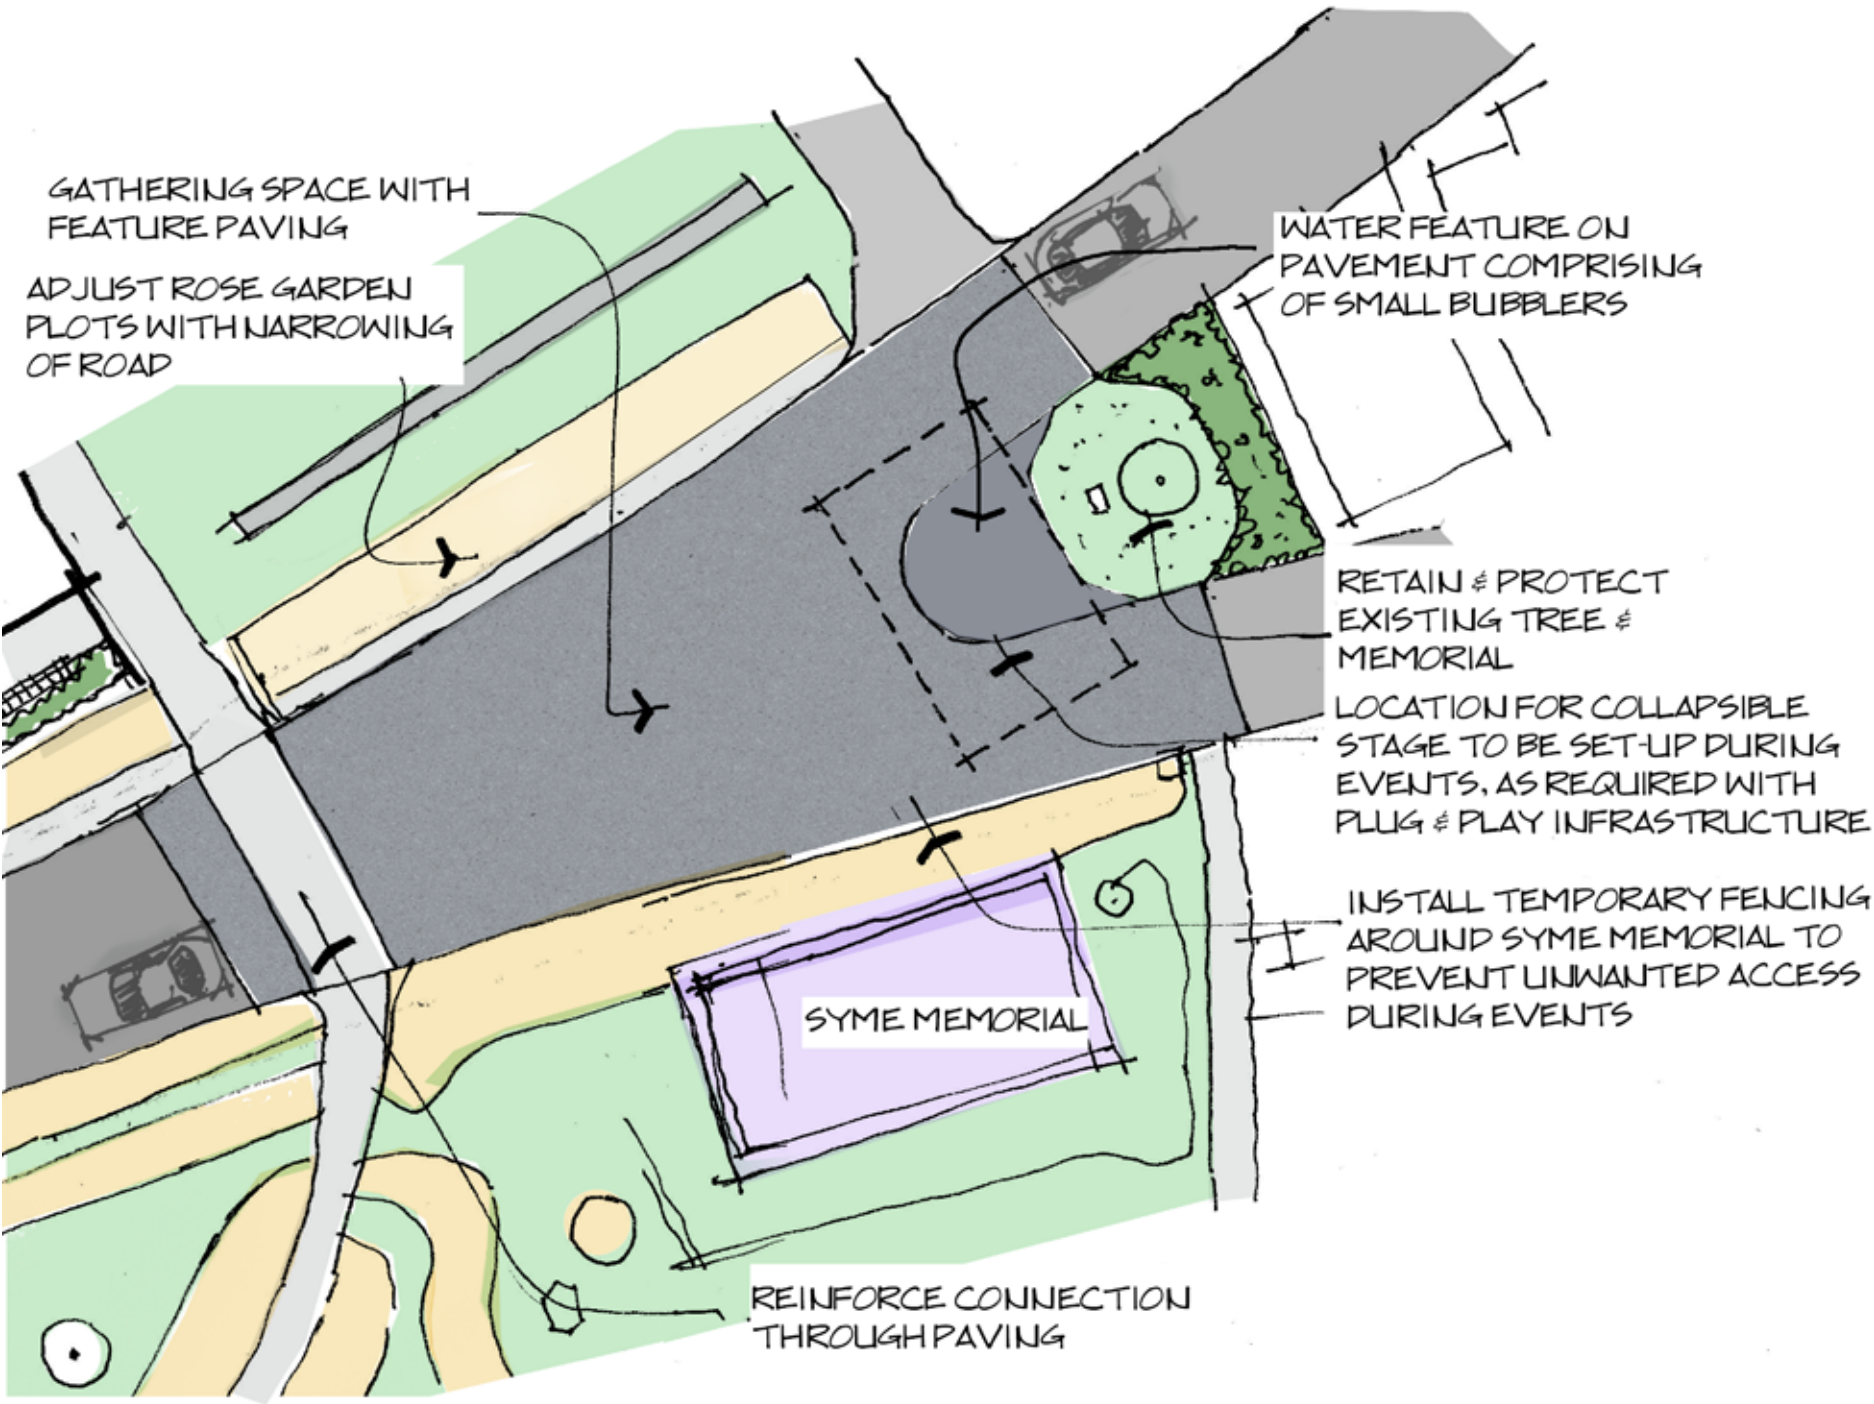 GATHERING SPACE WITH
FEATURE PAVING
ADJUST ROSE GARDEN
PLOTS WITH NARROWING
OF ROAD
WATER FEATURE ON
PAVEMENT COMPRISING
OF SMALL BUBBLERS
RETAIN & PROTECT
EXISTING TREE &
MEMORIAL
LOCATION FOR COLLAPSIBLE
STAGE TO BE SET-UP DURING
EVENTS, AS REQUIRED WITH
PLUG & PLAY INFRASTRUCTURE
INSTALL TEMPORARY FENCING
AROUND SYME MEMORIAL TO
PREVENT UNWANTED ACCESS
DURING EVENTS
SYME MEMORIAL
REINFORCE CONNECTION
THROUGH PAVING